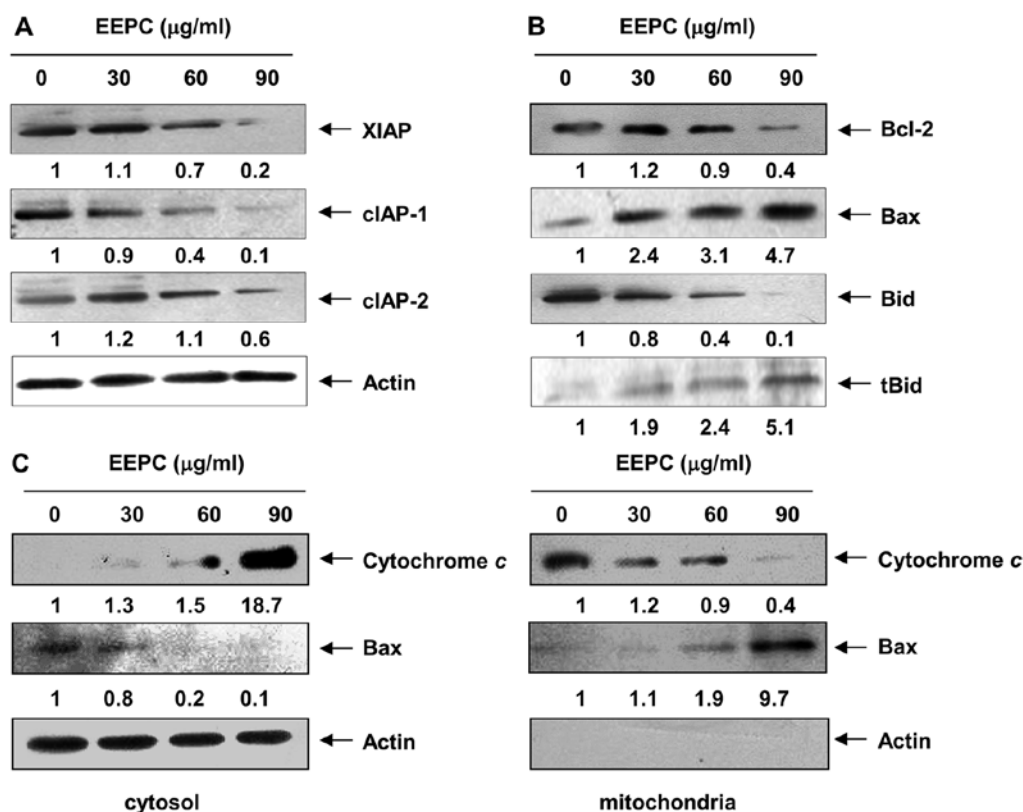 A
EEPC (μg/ml)
0 30 60 90
XIAP
1 1.1 0.7 0.2
cIAP-1
1 0.9 0.4 0.1
cIAP-2
1 1.2 1.1 0.6
Actin
B
EEPC (μg/ml)
0 30 60 90
Bcl-2
1 1.2 0.9 0.4
Bax
1 2.4 3.1 4.7
Bid
1 0.8 0.4 0.1
tBid
1 1.9 2.4 5.1
C
EEPC (μg/ml)
0 30 60 90
Cytochrome c
1 1.3 1.5 18.7
Bax
1 0.8 0.2 0.1
Actin
cytosol
EEPC (μg/ml)
0 30 60 90
Cytochrome c
1 1.2 0.9 0.4
Bax
1 1.1 1.9 9.7
Actin
mitochondria